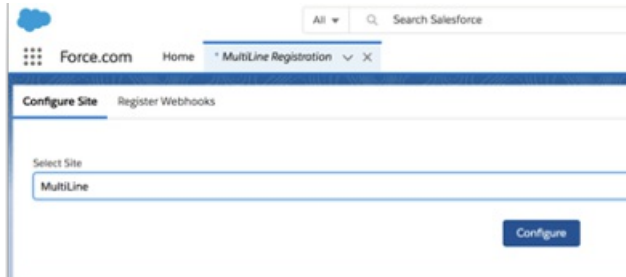 All Search Salesforce
Force.com Home * MultiLine Registration
Configure Site Register Webhooks
Select Site
MultiLine
Configure